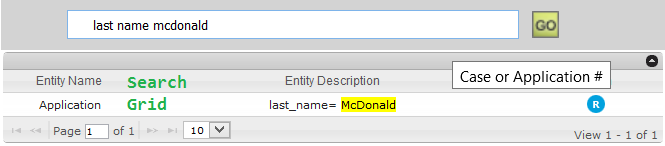 last name mcdonald GO
Entity Name Search Entity Description Case or Application #
Application Grid last_name= McDonald R
Page 1 of 1 10 View 1 - 1 of 1